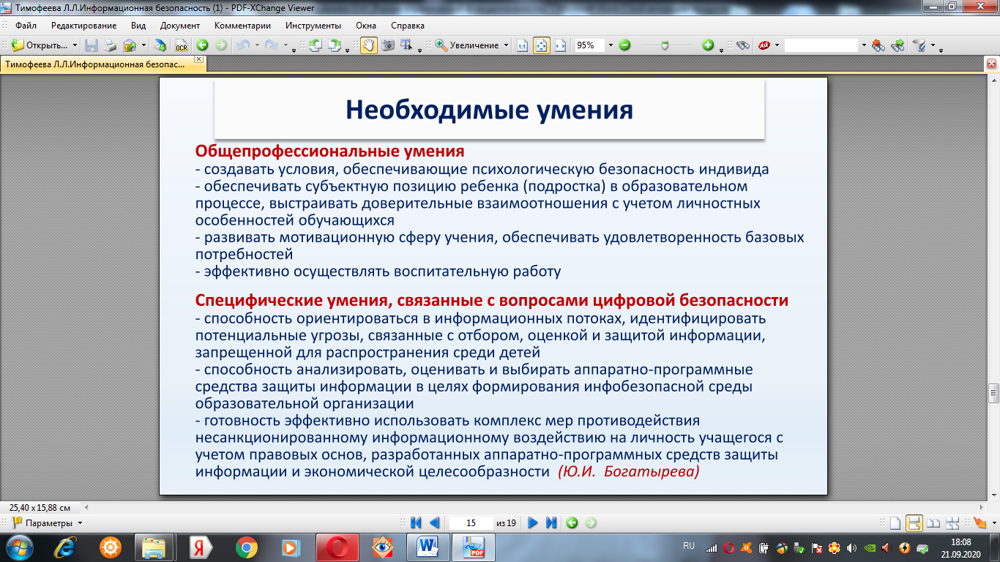 Тимофеева Л.Л.Информационная безопасность (1) - PDF-XChange Viewer
Файл Редактирование Вид Документ Комментарии Инструменты Окна Справка
Открыть... OCR Увеличение 95%
Тимофеева Л.Л.Информационная безопас...
Необходимые умения
Общепрофессиональные умения
- создавать условия, обеспечивающие психологическую безопасность индивида
- обеспечивать субъектную позицию ребенка (подростка) в образовательном
процессе, выстраивать доверительные взаимоотношения с учетом личностных
особенностей обучающихся
- развивать мотивационную сферу учения, обеспечивать удовлетворенность базовых
потребностей
- эффективно осуществлять воспитательную работу
Специфические умения, связанные с вопросами цифровой безопасности
- способность ориентироваться в информационных потоках, идентифицировать
потенциальные угрозы, связанные с отбором, оценкой и защитой информации,
запрещенной для распространения среди детей
- способность анализировать, оценивать и выбирать аппаратно-программные
средства защиты информации в целях формирования инфобезопасной среды
образовательной организации
- готовность эффективно использовать комплекс мер противодействия
несанкционированному информационному воздействию на личность учащегося с
учетом правовых основ, разработанных аппаратно-программных средств защиты
информации и экономической целесообразности (Ю.И. Богатырева)
25,40 x 15,88 см
Параметры 15 из 19
RU 18:08
21.09.2020